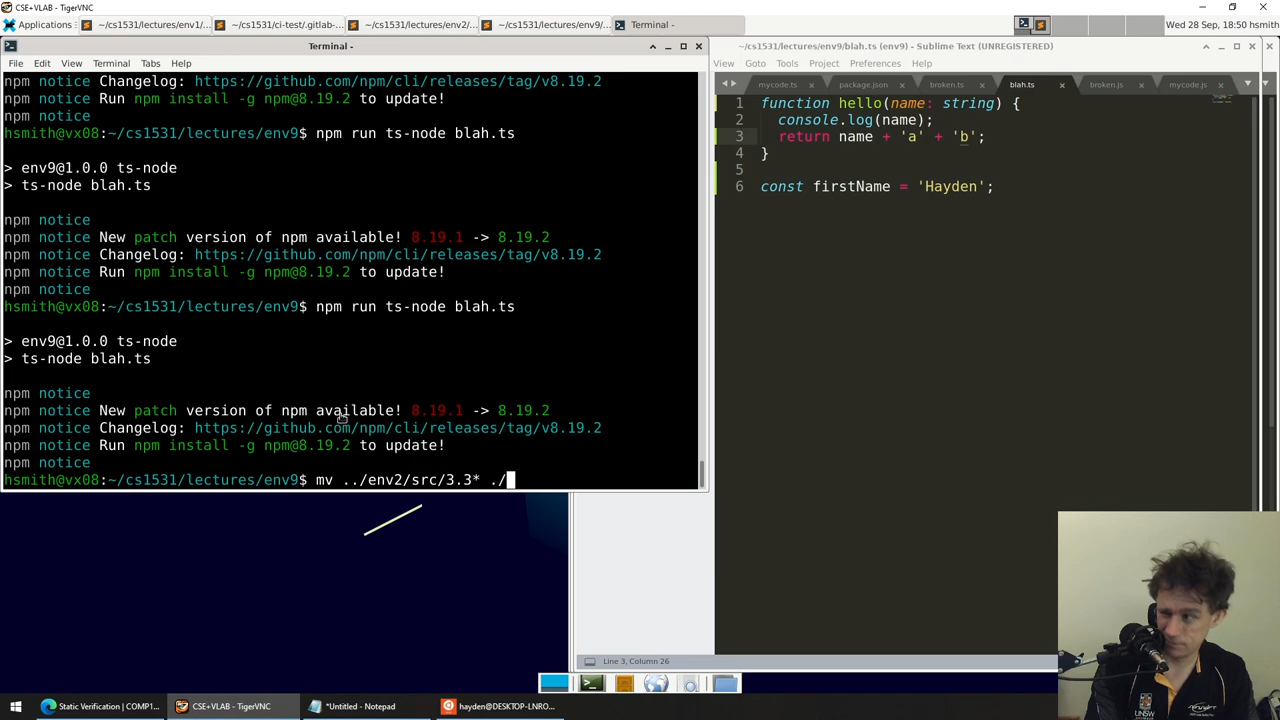 CSE+VLAB - TigerVNC
Applications
~/cs1531/lectures/env1/...
~/cs1531/ci-test/.gitlab-...
~/cs1531/lectures/env2/...
~/cs1531/lectures/env9/...
Terminal -
Wed 28 Sep, 18:50 hsmith
Terminal -
File Edit View Terminal Tabs Help
npm notice Changelog: https://github.com/npm/cli/releases/tag/v8.19.2
npm notice Run npm install -g npm@8.19.2 to update!
npm notice
hsmith@vx08:~/cs1531/lectures/env9$ npm run ts-node blah.ts
> env9@1.0.0 ts-node
> ts-node blah.ts
npm notice
npm notice New patch version of npm available! 8.19.1 -> 8.19.2
npm notice Changelog: https://github.com/npm/cli/releases/tag/v8.19.2
npm notice Run npm install -g npm@8.19.2 to update!
npm notice
hsmith@vx08:~/cs1531/lectures/env9$ npm run ts-node blah.ts
> env9@1.0.0 ts-node
> ts-node blah.ts
npm notice
npm notice New patch version of npm available! 8.19.1 -> 8.19.2
npm notice Changelog: https://github.com/npm/cli/releases/tag/v8.19.2
npm notice Run npm install -g npm@8.19.2 to update!
npm notice
hsmith@vx08:~/cs1531/lectures/env9$ mv ../env2/src/3.3* ./
~/cs1531/lectures/env9/blah.ts (env9) - Sublime Text (UNREGISTERED)
View Goto Tools Project Preferences Help
mycode.ts package.json broken.ts blah.ts broken.js mycode.js
1 function hello(name: string) {
2 console.log(name);
3 return name + 'a' + 'b';
4 }
5
6 const firstName = 'Hayden';
Line 3, Column 26
UNSW
Static Verification | COMP1...
CSE+VLAB - TigerVNC
*Untitled - Notepad
hayden@DESKTOP-LNRO...